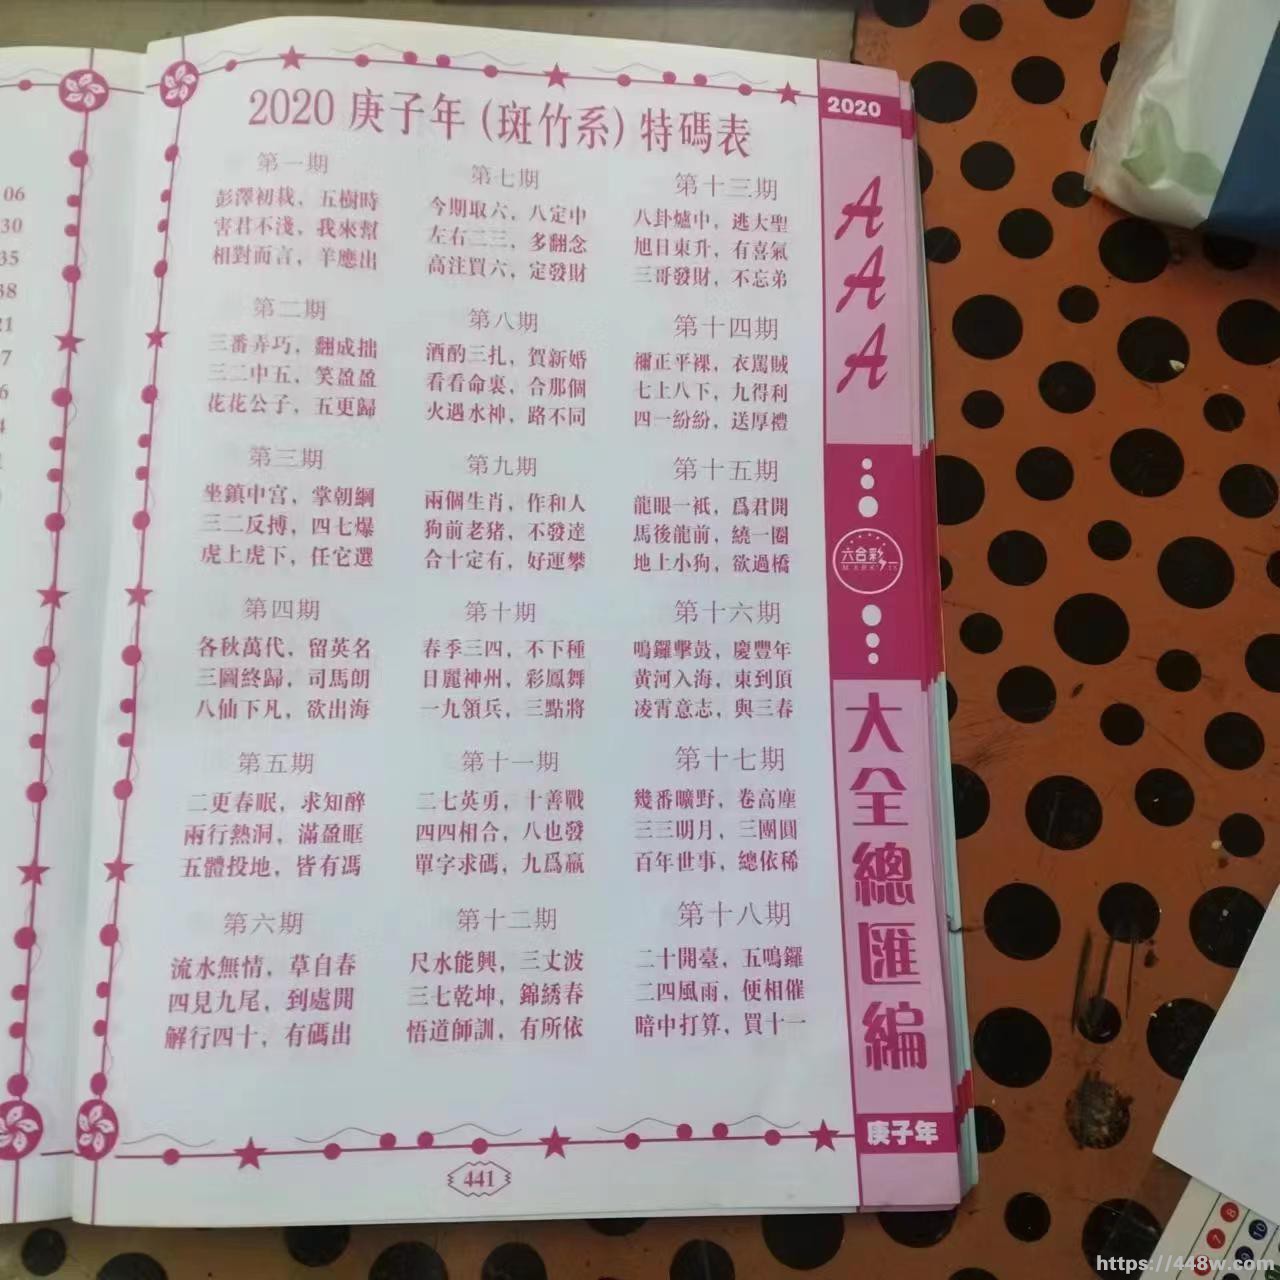 06
30
35
38
21
7
6
4
2020 庚子年(斑竹系)特碼表
第一期
彭澤初栽，五樹時
害君不淺，我來幫
相對而言，羊應出
第二期
三番弄巧，翻成拙
三二中五，笑盈盈
花花公子，五更歸
第三期
坐鎮中宮，掌朝綱
三二反搏，四七爆
虎上虎下，任它選
第四期
各秋萬代，留英名
三圖終歸，司馬朗
八仙下凡，欲出海
第五期
二更春眠，求知醉
兩行熱洞，滿盈眶
五體投地，皆有馮
第六期
流水無情，草自春
四見九尾，到處開
解行四十，有碼出
第七期
今期取六，八定中
左右二三，多翻念
高注買六，定發財
第八期
酒酌三扎，賀新婚
看看命裏，合那個
火遇水神，路不同
第九期
兩個生肖，作和人
狗前老猪，不發達
合十定有，好運攀
第十期
春季三四，不下種
日麗神州，彩鳳舞
一九領兵，三點將
第十一期
二七英勇，十善戰
四四相合，八也發
單字求碼，九爲贏
第十二期
尺水能興，三丈波
三七乾坤，錦綉春
悟道師訓，有所依
第十三期
八卦爐中，逃大聖
旭日東升，有喜氣
三哥發財，不忘弟
第十四期
禰正平裸，衣罵賊
七上八下，九得利
四一紛紛，送厚禮
第十五期
龍眼一祇，爲君開
馬後龍前，繞一圈
地上小狗，欲過橋
第十六期
鳴鑼擊鼓，慶豐年
黃河入海，東到頂
凌霄意志，與三春
第十七期
幾番曠野，卷高塵
三三明月，三團圓
百年世事，總依稀
第十八期
二十開臺，五鳴鑼
二四風雨，便相催
暗中打算，買十一
2020
AAA
六合彩
MARK SIX
大全總匯編
庚子年
441
8
7
10
https://448w.com